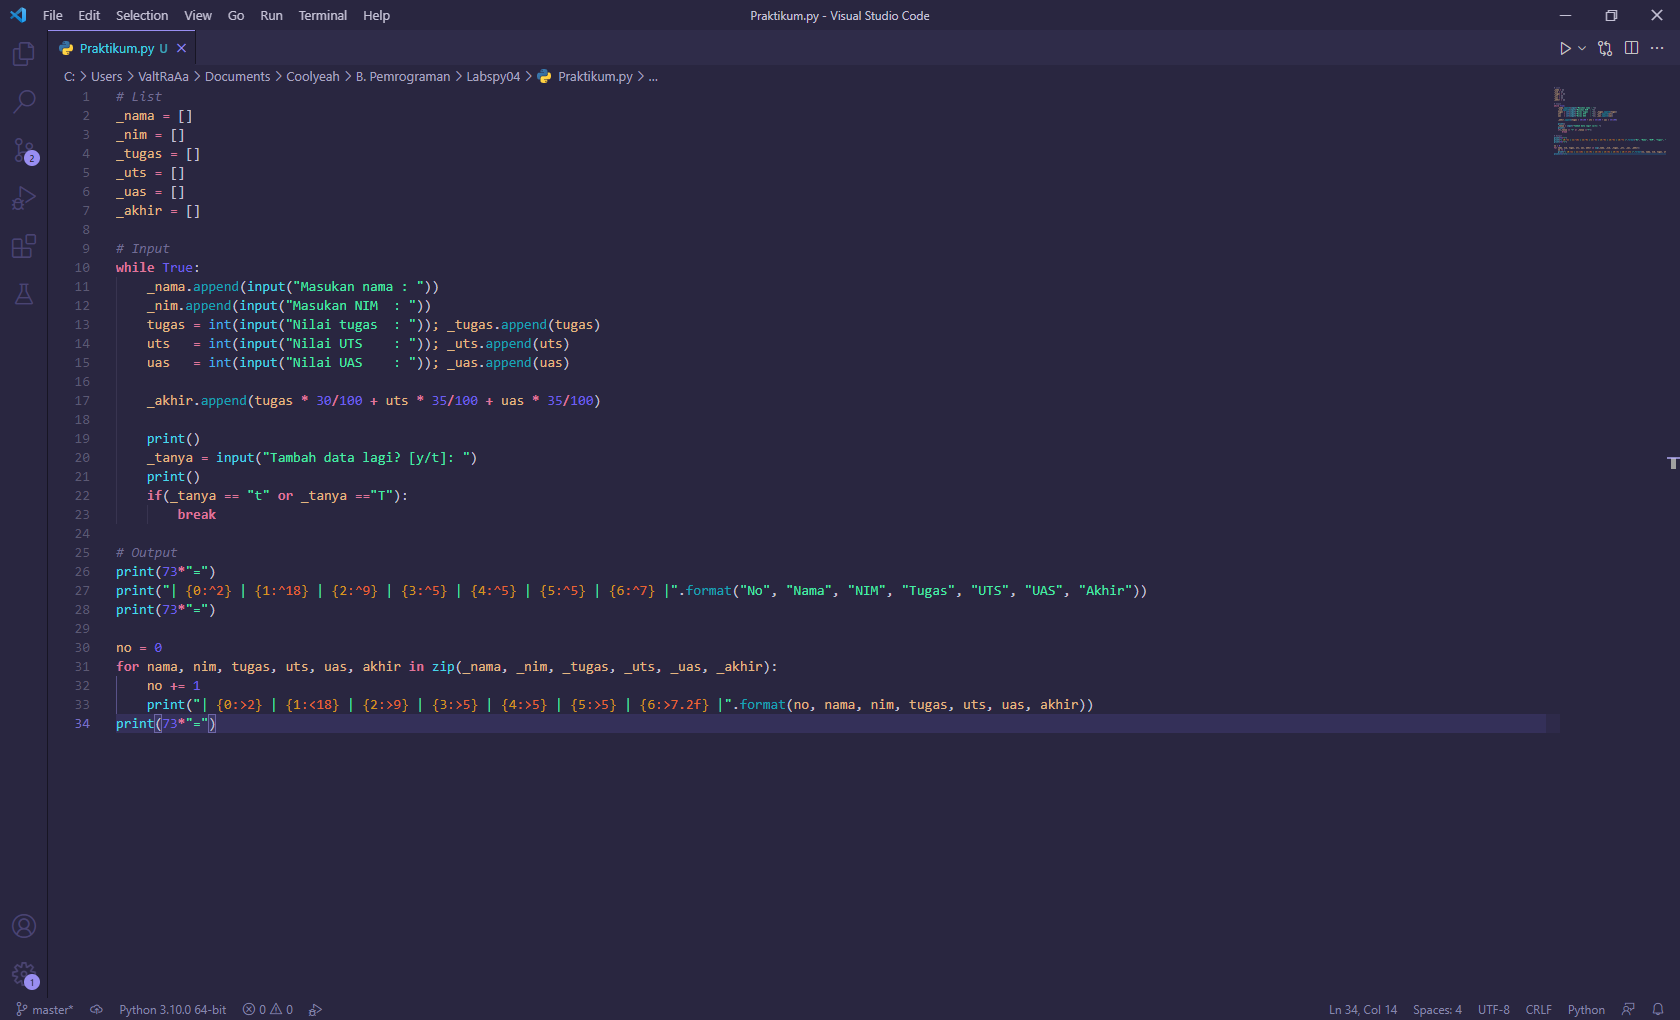 File Edit Selection View Go Run Terminal Help Praktikum.py - Visual Studio Code
Praktikum.py U
C: > Users > ValtRaAa > Documents > Coolyeah > B. Pemrograman > Labspy04 > Praktikum.py > ...
1 # List
2 _nama = []
3 _nim = []
4 _tugas = []
5 _uts = []
6 _uas = []
7 _akhir = []
8
9 # Input
10 while True:
11     _nama.append(input("Masukan nama : "))
12     _nim.append(input("Masukan NIM  : "))
13     tugas = int(input("Nilai tugas  : ")); _tugas.append(tugas)
14     uts   = int(input("Nilai UTS    : ")); _uts.append(uts)
15     uas   = int(input("Nilai UAS    : ")); _uas.append(uas)
16
17     _akhir.append(tugas * 30/100 + uts * 35/100 + uas * 35/100)
18
19     print()
20     _tanya = input("Tambah data lagi? [y/t]: ")
21     print()
22     if(_tanya == "t" or _tanya =="T"):
23         break
24
25 # Output
26 print(73*"=")
27 print("| {0:^2} | {1:^18} | {2:^9} | {3:^5} | {4:^5} | {5:^5} | {6:^7} |".format("No", "Nama", "NIM", "Tugas", "UTS", "UAS", "Akhir"))
28 print(73*"=")
29
30 no = 0
31 for nama, nim, tugas, uts, uas, akhir in zip(_nama, _nim, _tugas, _uts, _uas, _akhir):
32     no += 1
33     print("| {0:>2} | {1:<18} | {2:>9} | {3:>5} | {4:>5} | {5:>5} | {6:>7.2f} |".format(no, nama, nim, tugas, uts, uas, akhir))
34 print(73*"=")
2
1
master* Python 3.10.0 64-bit 0 0 Ln 34, Col 14 Spaces: 4 UTF-8 CRLF Python